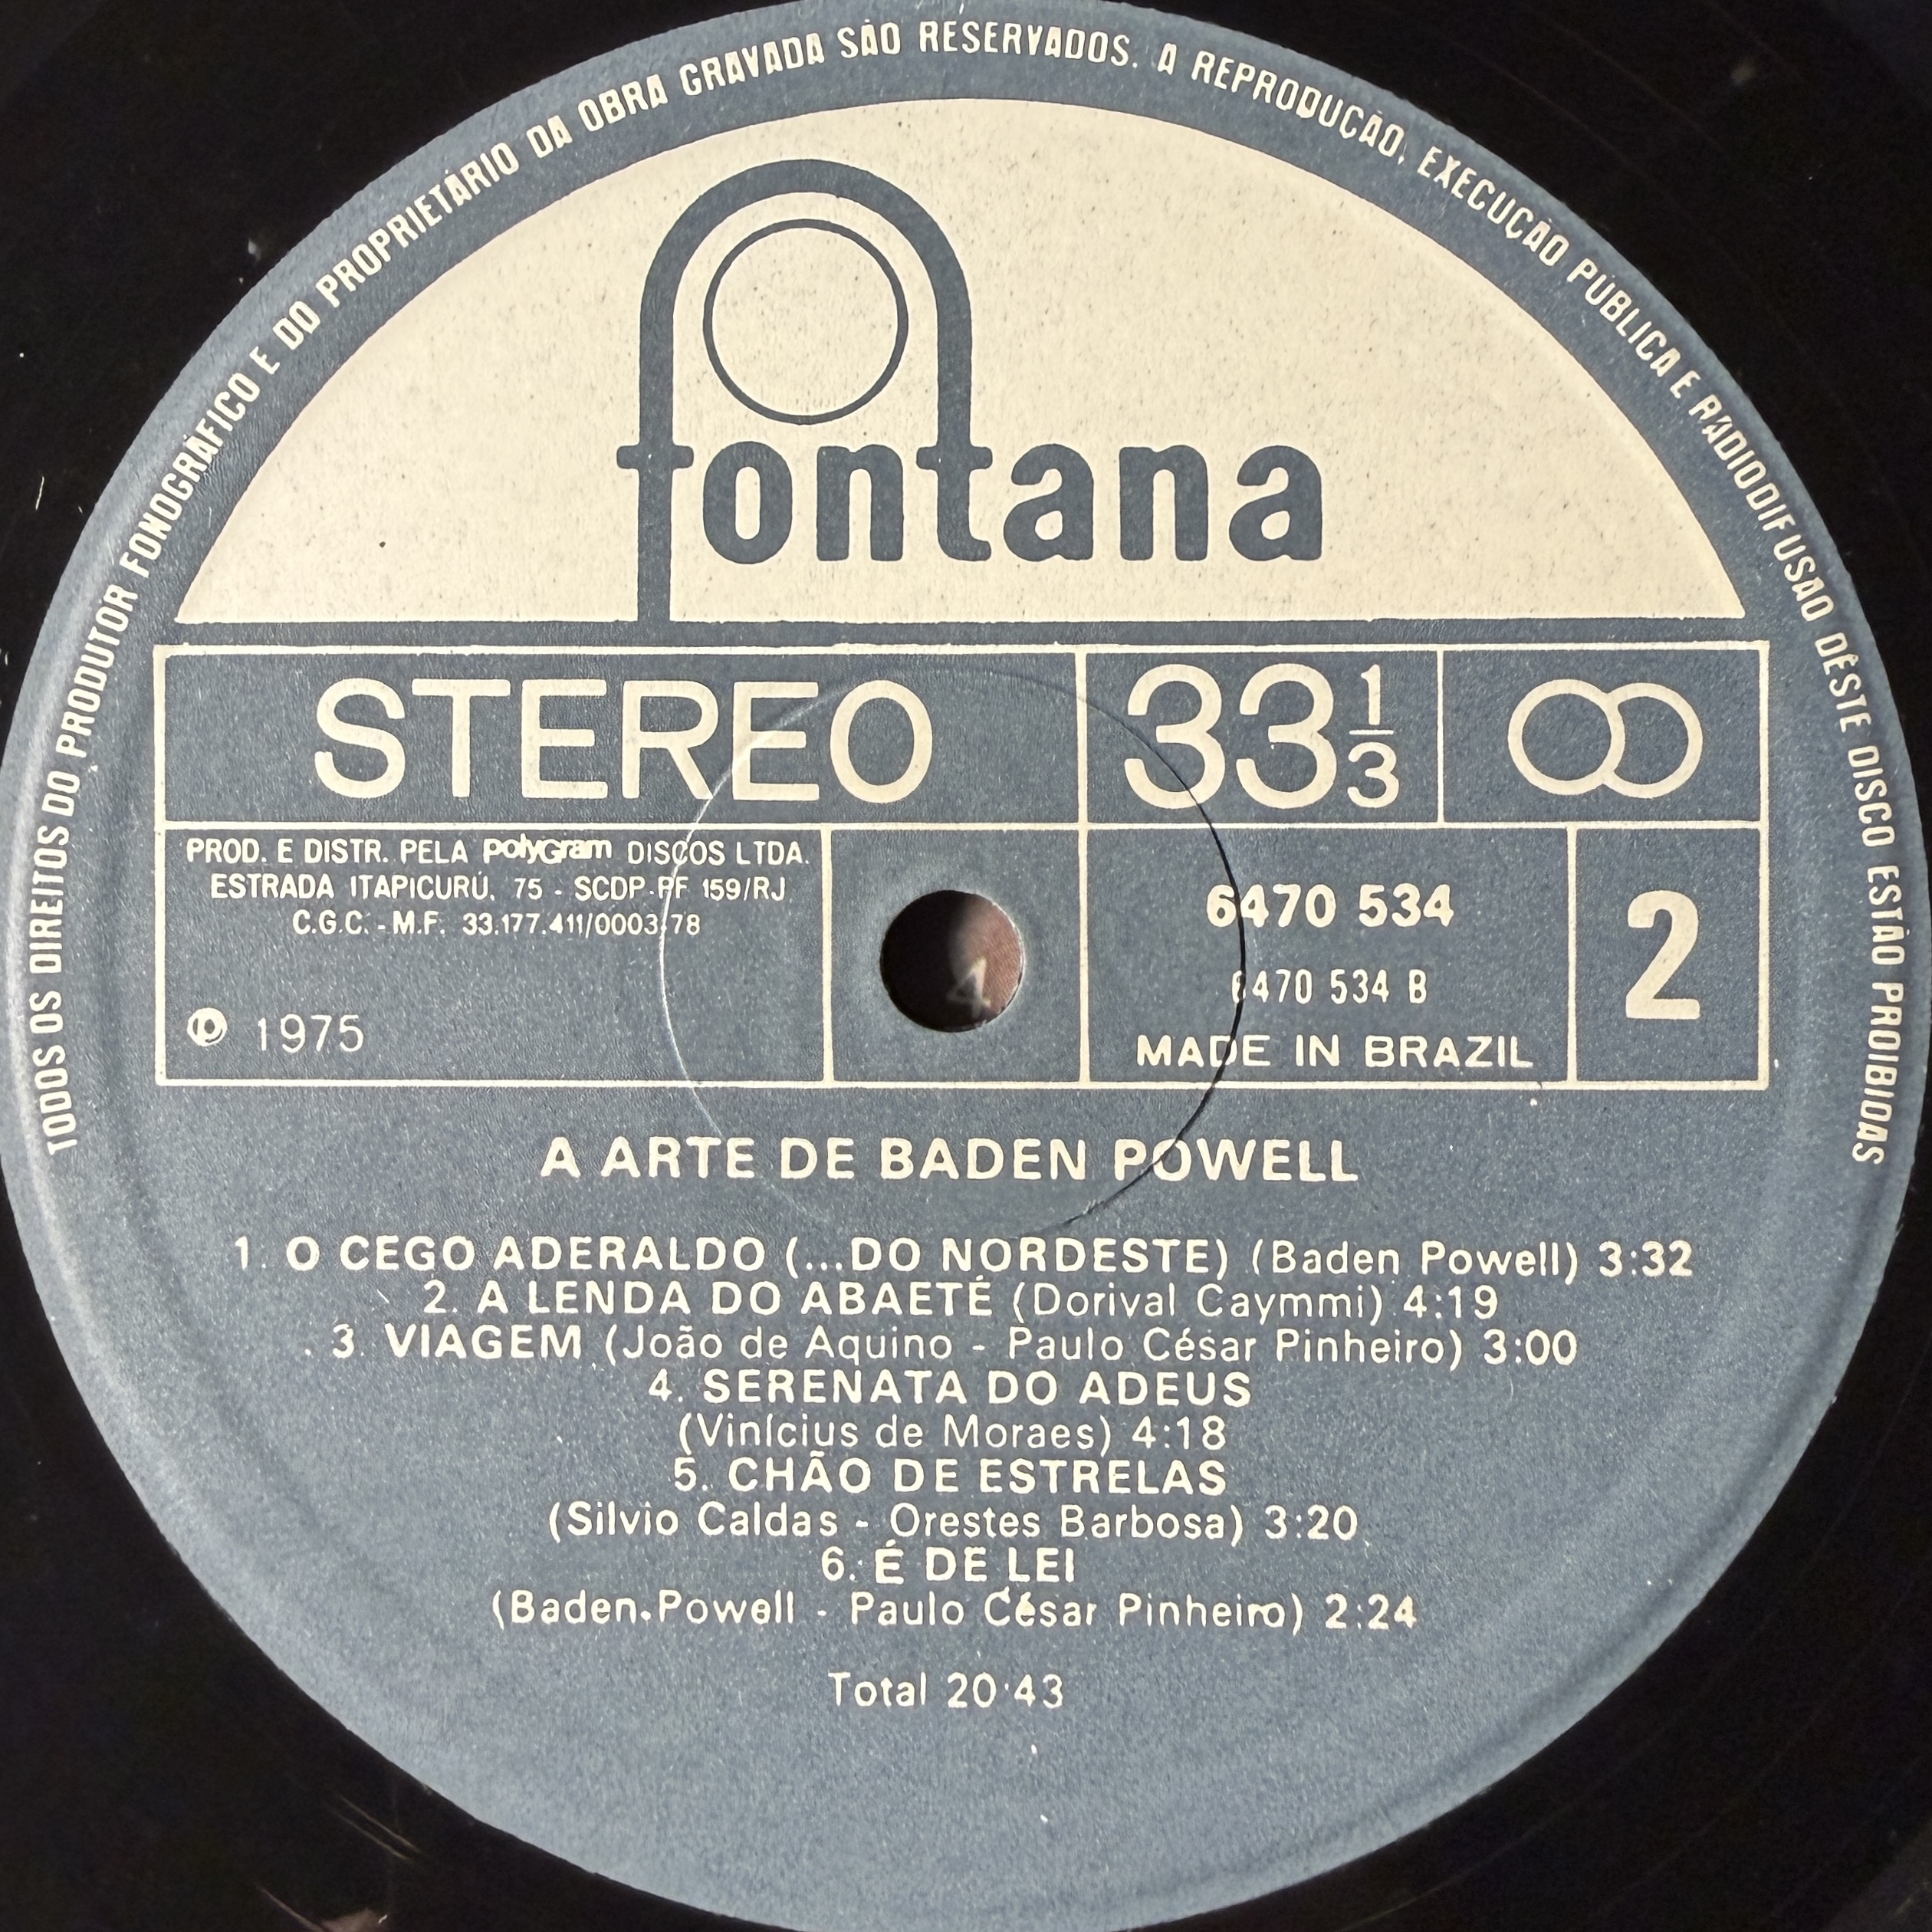 TODOS OS DIREITOS DO PRODUTOR FONOGRÁFICO E DO PROPRIETÁRIO DA OBRA GRAVADA SÃO RESERVADOS. A REPRODUÇÃO, EXECUÇÃO PÚBLICA E RADIODIFUSÃO DÊSTE DISCO ESTÃO PROIBIDAS
fontana
STEREO 33 1/3
PROD. E DISTR. PELA PolyGram DISCOS LTDA.
ESTRADA ITAPICURÚ, 75 - SCDP-PF 159/RJ
C.G.C. - M.F. 33.177.411/0003-78
℗ 1975
6470 534
6470 534 B
MADE IN BRAZIL
2
A ARTE DE BADEN POWELL
1. O CEGO ADERALDO (...DO NORDESTE) (Baden Powell) 3:32
2. A LENDA DO ABAETÉ (Dorival Caymmi) 4:19
3. VIAGEM (João de Aquino - Paulo César Pinheiro) 3:00
4. SERENATA DO ADEUS
(Vinícius de Moraes) 4:18
5. CHÃO DE ESTRELAS
(Silvio Caldas - Orestes Barbosa) 3:20
6. É DE LEI
(Baden Powell - Paulo César Pinheiro) 2:24
Total 20:43